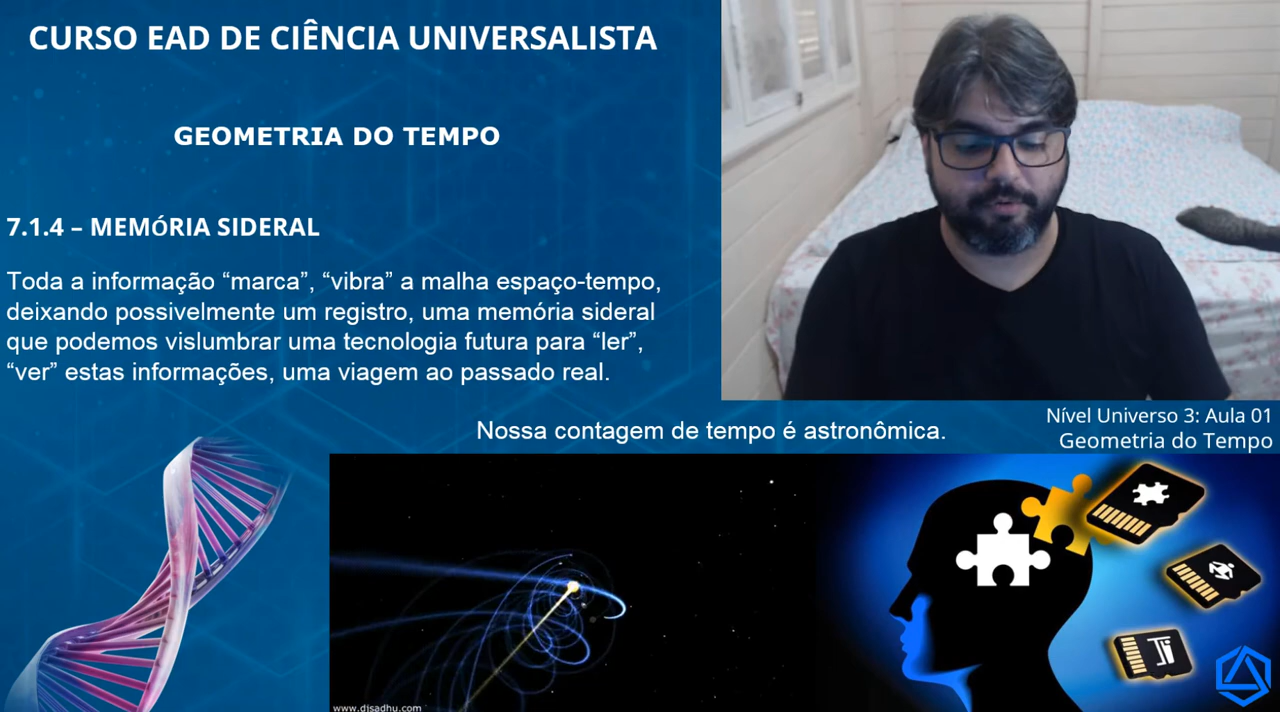 CURSO EAD DE CIÊNCIA UNIVERSALISTA
GEOMETRIA DO TEMPO
7.1.4 – MEMÓRIA SIDERAL
Toda a informação “marca”, “vibra” a malha espaço-tempo,
deixando possivelmente um registro, uma memória sideral
que podemos vislumbrar uma tecnologia futura para “ler”,
“ver” estas informações, uma viagem ao passado real.
Nossa contagem de tempo é astronômica.
Nível Universo 3: Aula 01
Geometria do Tempo
www.djsadhu.com